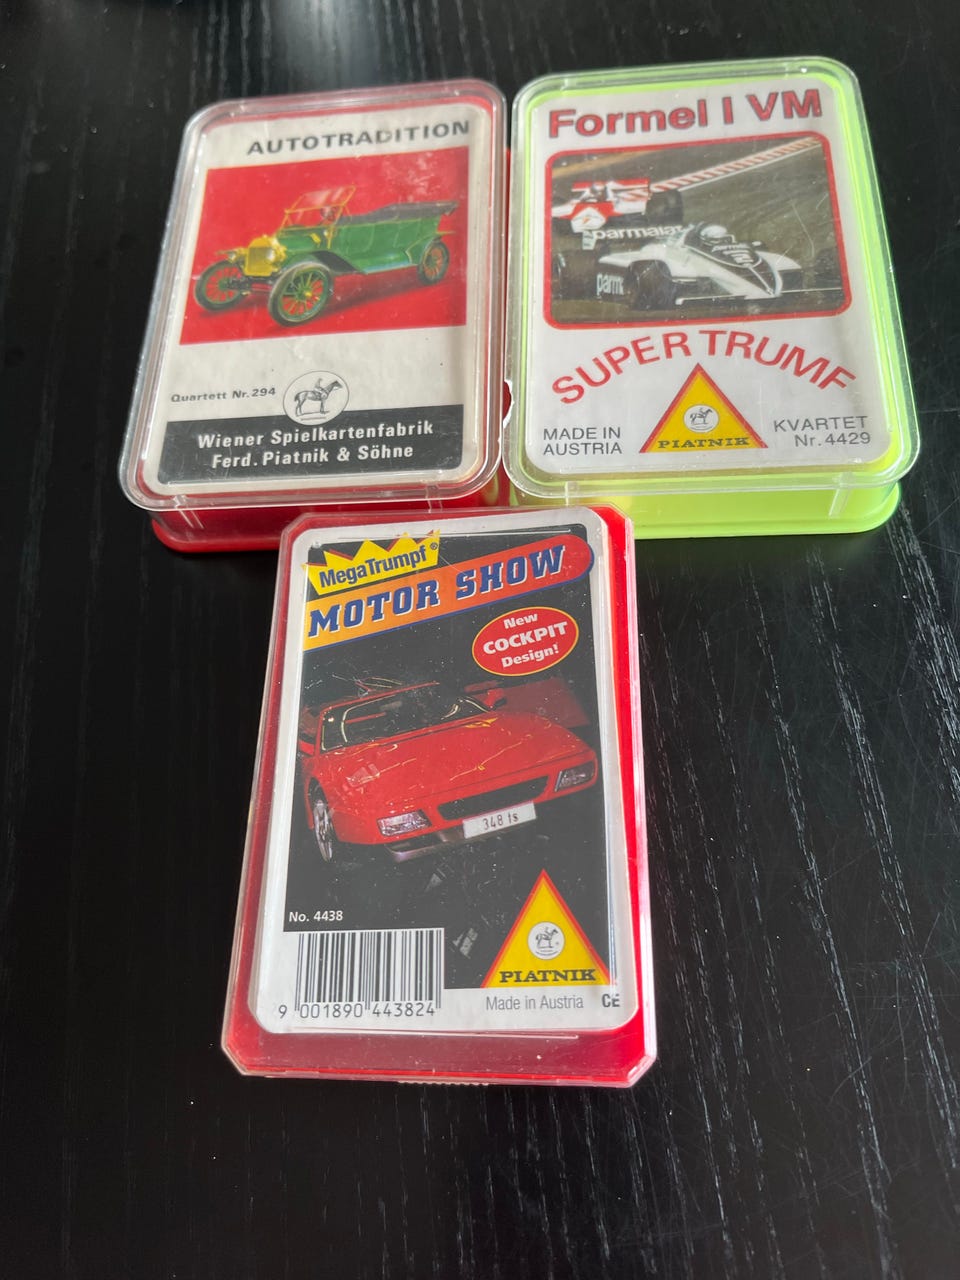 AUTOTRADITION
Quartett Nr. 294
Wiener Spielkartenfabrik
Ferd. Piatnik & Söhne
Formel I VM
parmalat
SUPER TRUMF
MADE IN
AUSTRIA
PIATNIK
KVARTET
Nr. 4429
MegaTrumpf®
MOTOR SHOW
New
COCKPIT
Design!
348 ts
No. 4438
9 001890 443824
PIATNIK
Made in Austria CE